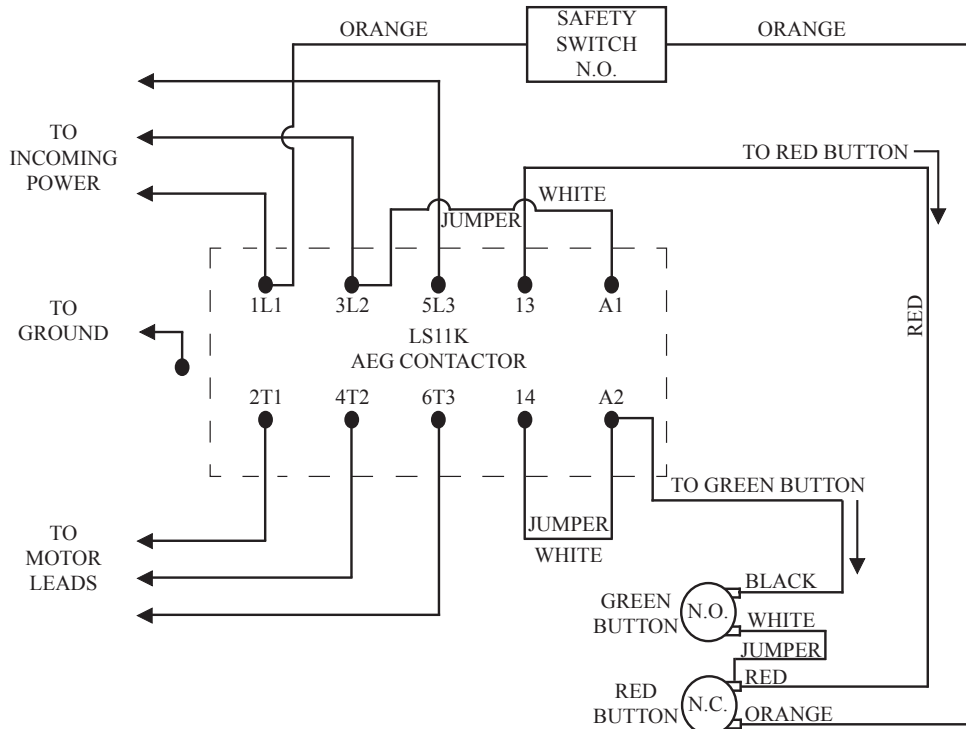 SAFETY
SWITCH
N.O.
ORANGE
ORANGE
TO
INCOMING
POWER
TO RED BUTTON
WHITE
JUMPER
1L1 3L2 5L3 13 A1
TO
GROUND
RED
LS11K
AEG CONTACTOR
2T1 4T2 6T3 14 A2
TO GREEN BUTTON
JUMPER
WHITE
TO
MOTOR
LEADS
BLACK
GREEN
BUTTON
N.O.
WHITE
JUMPER
RED
RED
BUTTON
N.C.
ORANGE